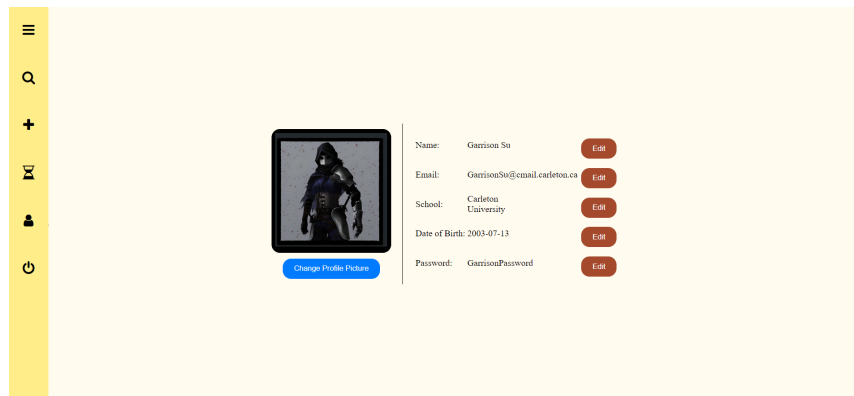 Name: Garrison Su Edit
Email: GarrisonSu@cmail.carleton.ca Edit
School: Carleton
University Edit
Date of Birth: 2003-07-13 Edit
Password: GarrisonPassword Edit
Change Profile Picture